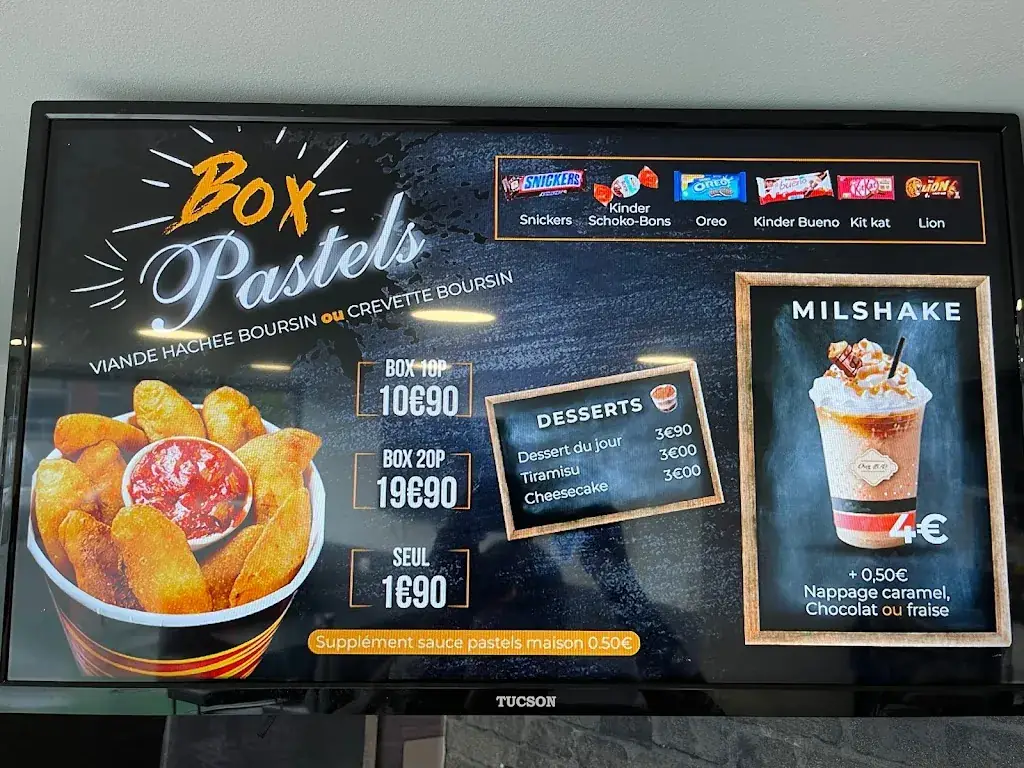 Box
Pastels
VIANDE HACHEE BOURSIN ou CREVETTE BOURSIN
BOX 10P
10€90
BOX 20P
19€90
SEUL
1€90
Supplément sauce pastels maison 0.50€
SNICKERS
OREO
bueno
KitKat
LION
Snickers
Kinder
Schoko-Bons
Oreo
Kinder Bueno
Kit kat
Lion
DESSERTS
Dessert du jour 3€90
Tiramisu 3€00
Cheesecake 3€00
MILSHAKE
4€
+ 0,50€
Nappage caramel,
Chocolat ou fraise
TUCSON